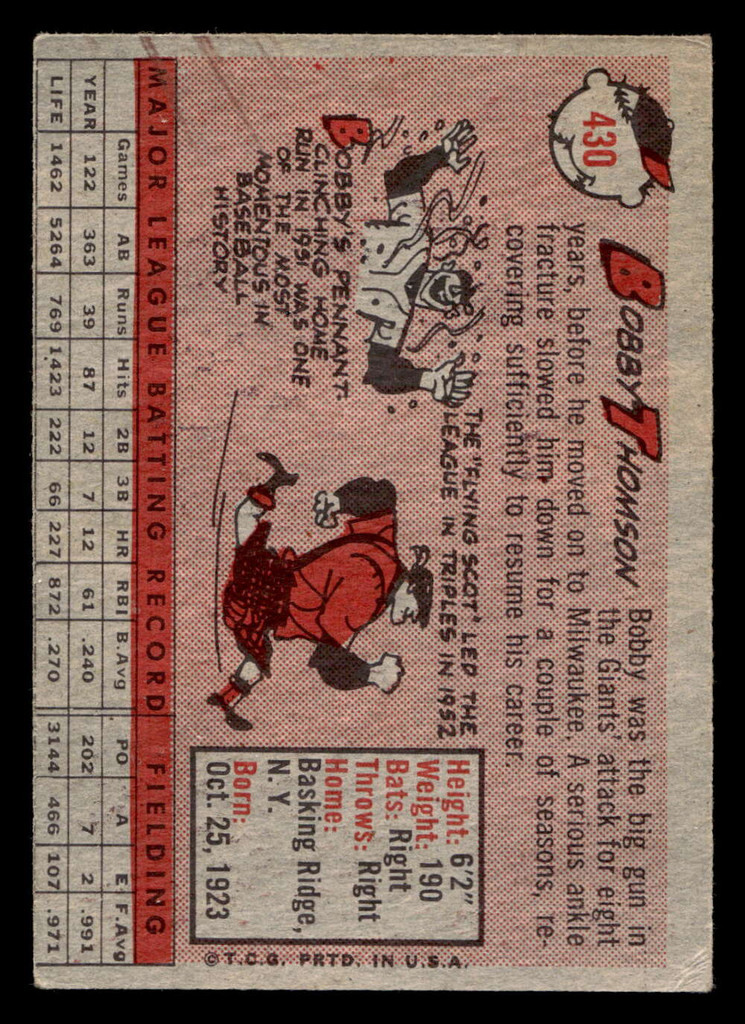 430
BOBBY THOMSON
Bobby was the big gun in
the Giants' attack for eight
years, before he moved on to Milwaukee. A serious ankle
fracture slowed him down for a couple of seasons, re-
covering sufficiently to resume his career.
THE "FLYING SCOT" LED THE
LEAGUE IN TRIPLES IN 1952
BOBBY'S PENNANT-
CLINCHING HOME
RUN IN 1951 WAS ONE
OF THE MOST
MOMENTOUS IN
BASEBALL
HISTORY
Height: 6'2"
Weight: 190
Bats: Right
Throws: Right
Home:
Basking Ridge,
N. Y.
Born:
Oct. 25, 1923
© T.C.G. PRTD. IN U.S.A.
MAJOR LEAGUE BATTING RECORD FIELDING
Games AB Runs Hits 2B 3B HR RBI B.Avg PO A E F.Avg
YEAR 122 363 39 87 12 7 12 61 .240 202 7 2 .991
LIFE 1462 5264 769 1423 222 66 227 872 .270 3144 466 107 .971